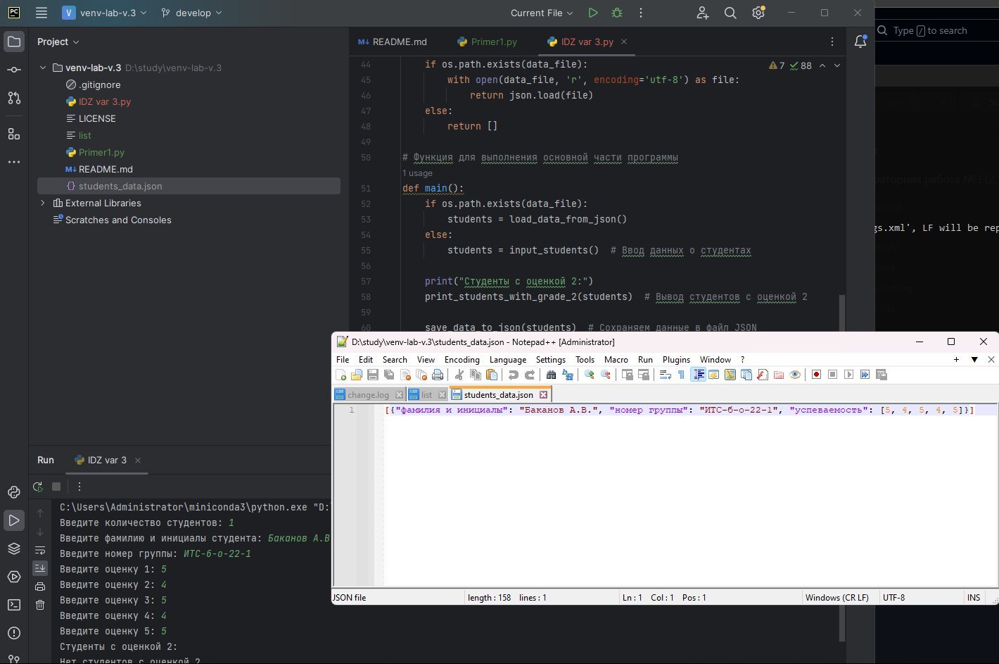 PC
V venv-lab-v.3
develop
Current File
Type / to search
Project
README.md
Primer1.py
IDZ var 3.py
venv-lab-v.3 D:\study\venv-lab-v.3
.gitignore
IDZ var 3.py
LICENSE
list
Primer1.py
README.md
students_data.json
External Libraries
Scratches and Consoles
7 88
44 if os.path.exists(data_file):
45 with open(data_file, 'r', encoding='utf-8') as file:
46 return json.load(file)
47 else:
48 return []
49
50 # Функция для выполнения основной части программы
1 usage
51 def main():
52 if os.path.exists(data_file):
53 students = load_data_from_json()
54 else:
55 students = input_students() # Ввод данных о студентах
56
57 print("Студенты с оценкой 2:")
58 print_students_with_grade_2(students) # Вывод студентов с оценкой 2
59
60 save_data_to_json(students) # Сохраняем данные в файл JSON
gs.xml', LF will be rep
D:\study\venv-lab-v.3\students_data.json - Notepad++ [Administrator]
File Edit Search View Encoding Language Settings Tools Macro Run Plugins Window ?
change.log
list
students_data.json
1 [{"фамилия и инициалы": "Баканов А.В.", "номер группы": "ИТС-б-о-22-1", "успеваемость": [5, 4, 5, 4, 5]}]
JSON file length : 158 lines : 1 Ln : 1 Col : 1 Pos : 1 Windows (CR LF) UTF-8 INS
Run
IDZ var 3
C:\Users\Administrator\miniconda3\python.exe "D:
Введите количество студентов: 1
Введите фамилию и инициалы студента: Баканов А.В
Введите номер группы: ИТС-б-о-22-1
Введите оценку 1: 5
Введите оценку 2: 4
Введите оценку 3: 5
Введите оценку 4: 4
Введите оценку 5: 5
Студенты с оценкой 2:
Нет студентов с оценкой 2